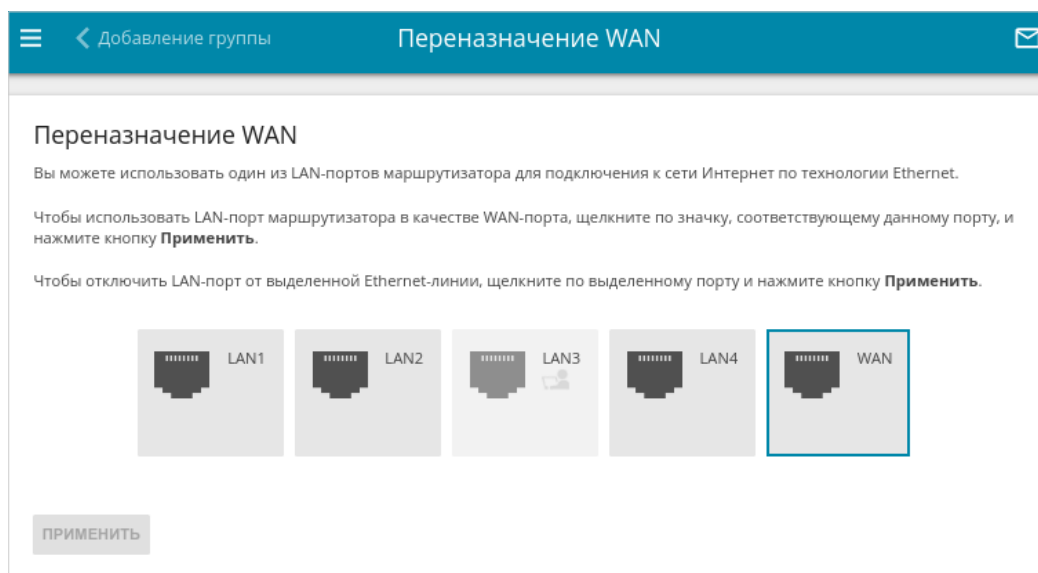 Добавление группы
Переназначение WAN
Переназначение WAN
Вы можете использовать один из LAN-портов маршрутизатора для подключения к сети Интернет по технологии Ethernet.
Чтобы использовать LAN-порт маршрутизатора в качестве WAN-порта, щелкните по значку, соответствующему данному порту, и
нажмите кнопку Применить.
Чтобы отключить LAN-порт от выделенной Ethernet-линии, щелкните по выделенному порту и нажмите кнопку Применить.
LAN1
LAN2
LAN3
LAN4
WAN
ПРИМЕНИТЬ